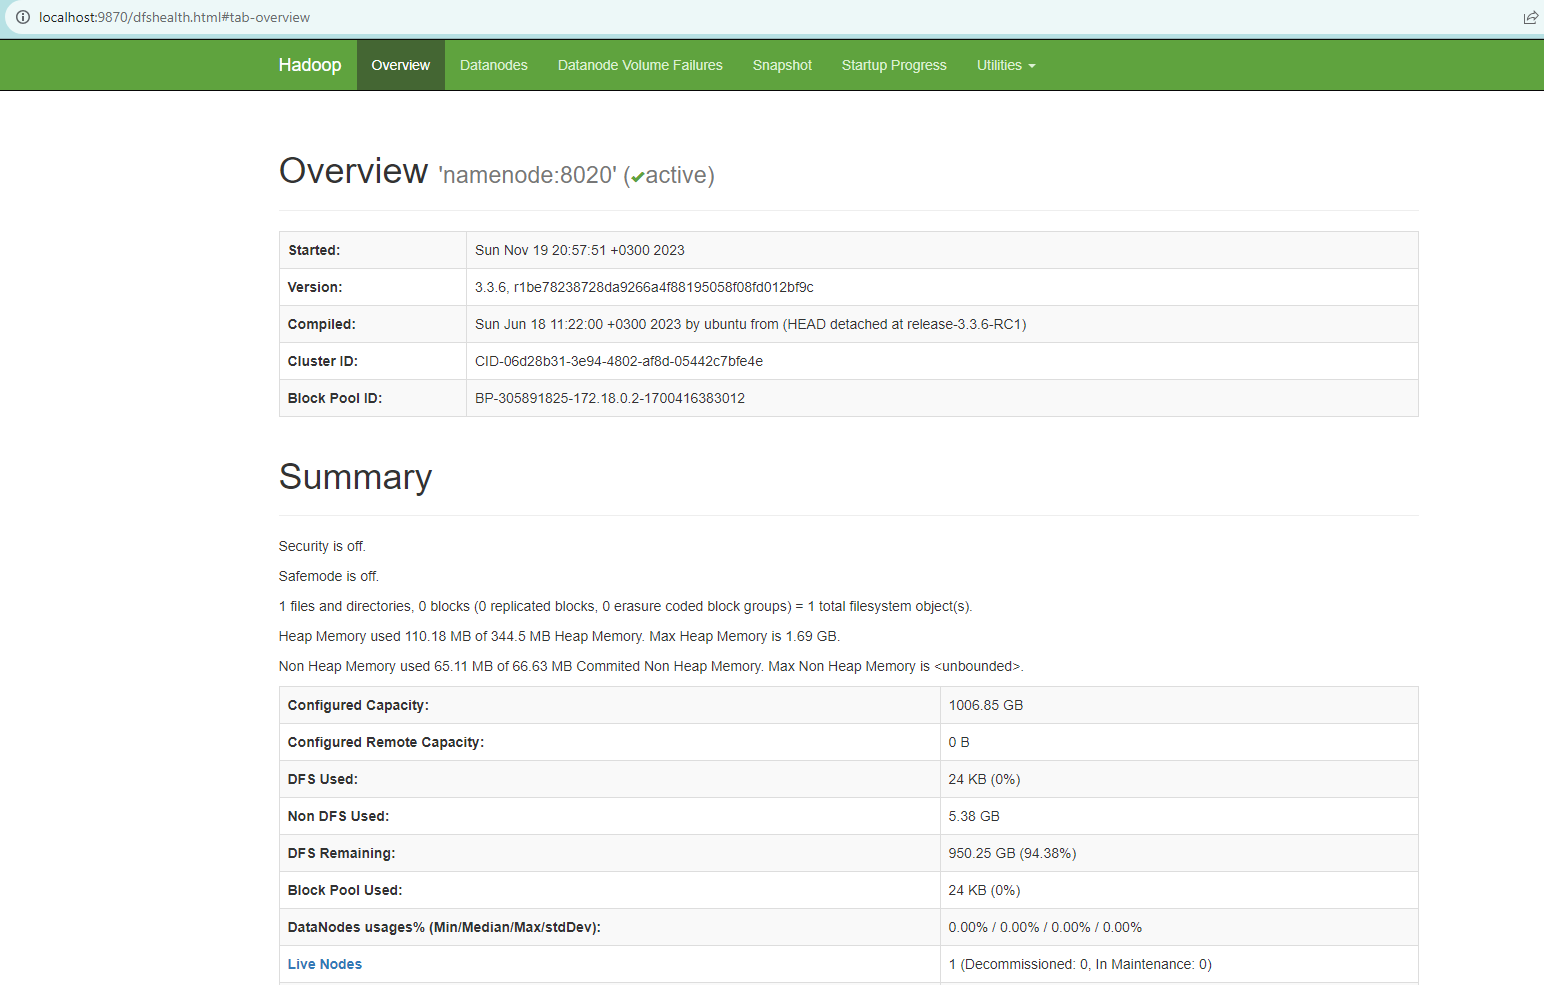 localhost:9870/dfshealth.html#tab-overview
Hadoop Overview Datanodes Datanode Volume Failures Snapshot Startup Progress Utilities
Overview 'namenode:8020' (✔active)
Started: Sun Nov 19 20:57:51 +0300 2023
Version: 3.3.6, r1be78238728da9266a4f88195058f08fd012bf9c
Compiled: Sun Jun 18 11:22:00 +0300 2023 by ubuntu from (HEAD detached at release-3.3.6-RC1)
Cluster ID: CID-06d28b31-3e94-4802-af8d-05442c7bfe4e
Block Pool ID: BP-305891825-172.18.0.2-1700416383012
Summary
Security is off.
Safemode is off.
1 files and directories, 0 blocks (0 replicated blocks, 0 erasure coded block groups) = 1 total filesystem object(s).
Heap Memory used 110.18 MB of 344.5 MB Heap Memory. Max Heap Memory is 1.69 GB.
Non Heap Memory used 65.11 MB of 66.63 MB Commited Non Heap Memory. Max Non Heap Memory is <unbounded>.
Configured Capacity: 1006.85 GB
Configured Remote Capacity: 0 B
DFS Used: 24 KB (0%)
Non DFS Used: 5.38 GB
DFS Remaining: 950.25 GB (94.38%)
Block Pool Used: 24 KB (0%)
DataNodes usages% (Min/Median/Max/stdDev): 0.00% / 0.00% / 0.00% / 0.00%
Live Nodes 1 (Decommissioned: 0, In Maintenance: 0)